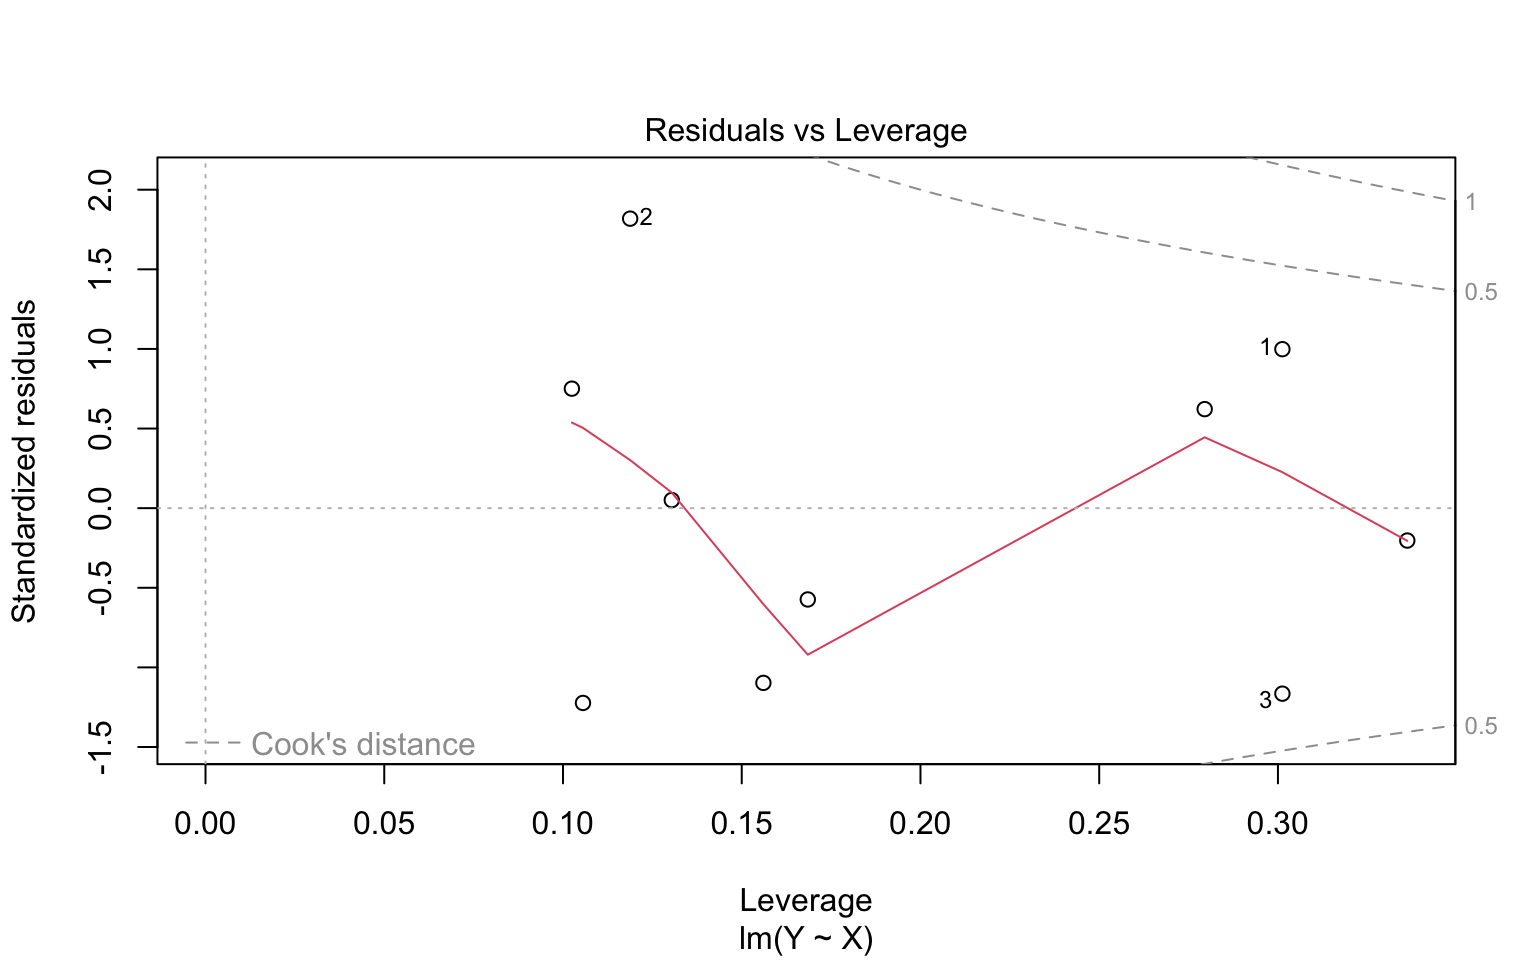 Residuals vs Leverage
Standardized residuals
2.0
1.5
1.0
0.5
0.0
-0.5
-1.5
2
1
3
1
0.5
0.5
Cook's distance
0.00 0.05 0.10 0.15 0.20 0.25 0.30
Leverage
lm(Y ~ X)